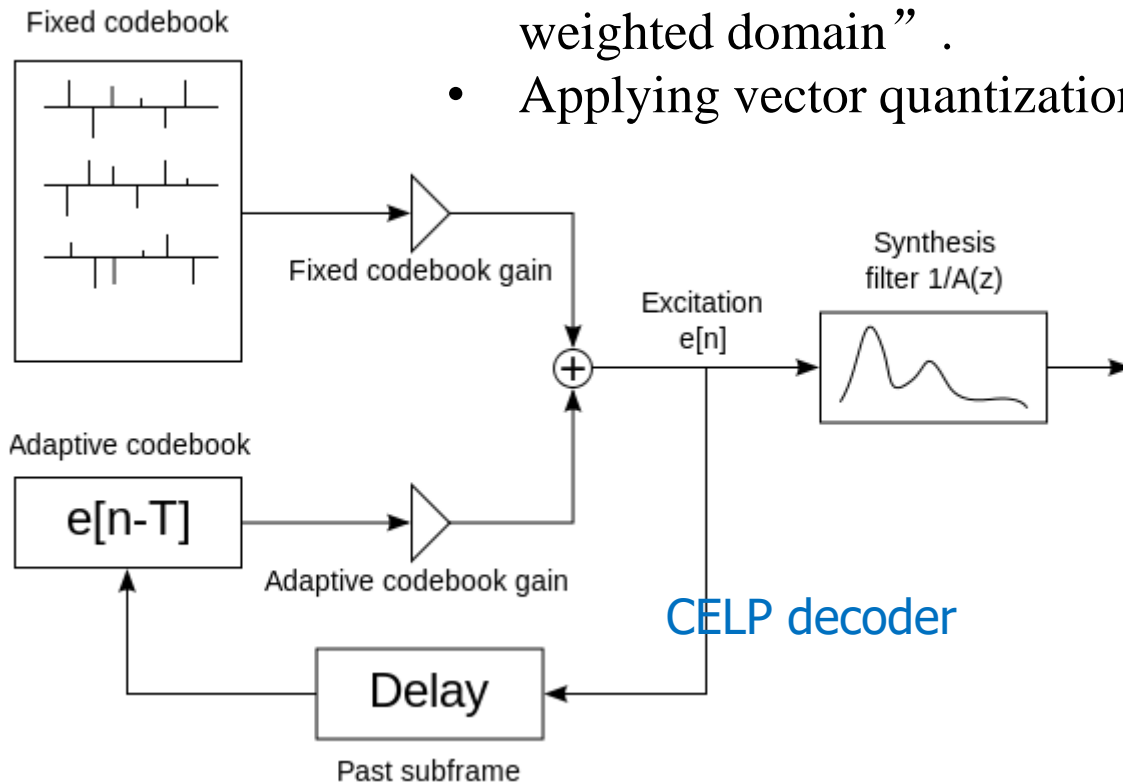 Fixed codebook
weighted domain” .
• Applying vector quantization
Fixed codebook gain
Synthesis
filter 1/A(z)
Excitation
e[n]
+
Adaptive codebook
e[n-T]
Adaptive codebook gain
CELP decoder
Delay
Past subframe